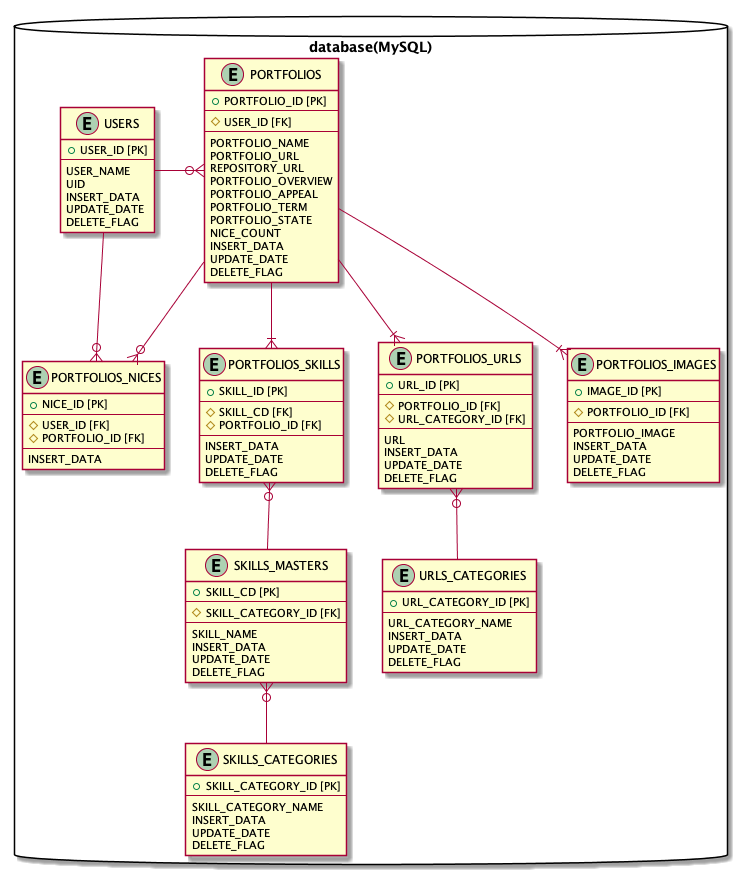 database(MySQL)
E PORTFOLIOS
PORTFOLIO_ID [PK]
USER_ID [FK]
PORTFOLIO_NAME
PORTFOLIO_URL
REPOSITORY_URL
PORTFOLIO_OVERVIEW
PORTFOLIO_APPEAL
PORTFOLIO_TERM
PORTFOLIO_STATE
NICE_COUNT
INSERT_DATA
UPDATE_DATE
DELETE_FLAG
E USERS
USER_ID [PK]
USER_NAME
UID
INSERT_DATA
UPDATE_DATE
DELETE_FLAG
E PORTFOLIOS_NICES
NICE_ID [PK]
USER_ID [FK]
PORTFOLIO_ID [FK]
INSERT_DATA
E PORTFOLIOS_SKILLS
SKILL_ID [PK]
SKILL_CD [FK]
PORTFOLIO_ID [FK]
INSERT_DATA
UPDATE_DATE
DELETE_FLAG
E PORTFOLIOS_URLS
URL_ID [PK]
PORTFOLIO_ID [FK]
URL_CATEGORY_ID [FK]
URL
INSERT_DATA
UPDATE_DATE
DELETE_FLAG
E PORTFOLIOS_IMAGES
IMAGE_ID [PK]
PORTFOLIO_ID [FK]
PORTFOLIO_IMAGE
INSERT_DATA
UPDATE_DATE
DELETE_FLAG
E SKILLS_MASTERS
SKILL_CD [PK]
SKILL_CATEGORY_ID [FK]
SKILL_NAME
INSERT_DATA
UPDATE_DATE
DELETE_FLAG
E URLS_CATEGORIES
URL_CATEGORY_ID [PK]
URL_CATEGORY_NAME
INSERT_DATA
UPDATE_DATE
DELETE_FLAG
E SKILLS_CATEGORIES
SKILL_CATEGORY_ID [PK]
SKILL_CATEGORY_NAME
INSERT_DATA
UPDATE_DATE
DELETE_FLAG